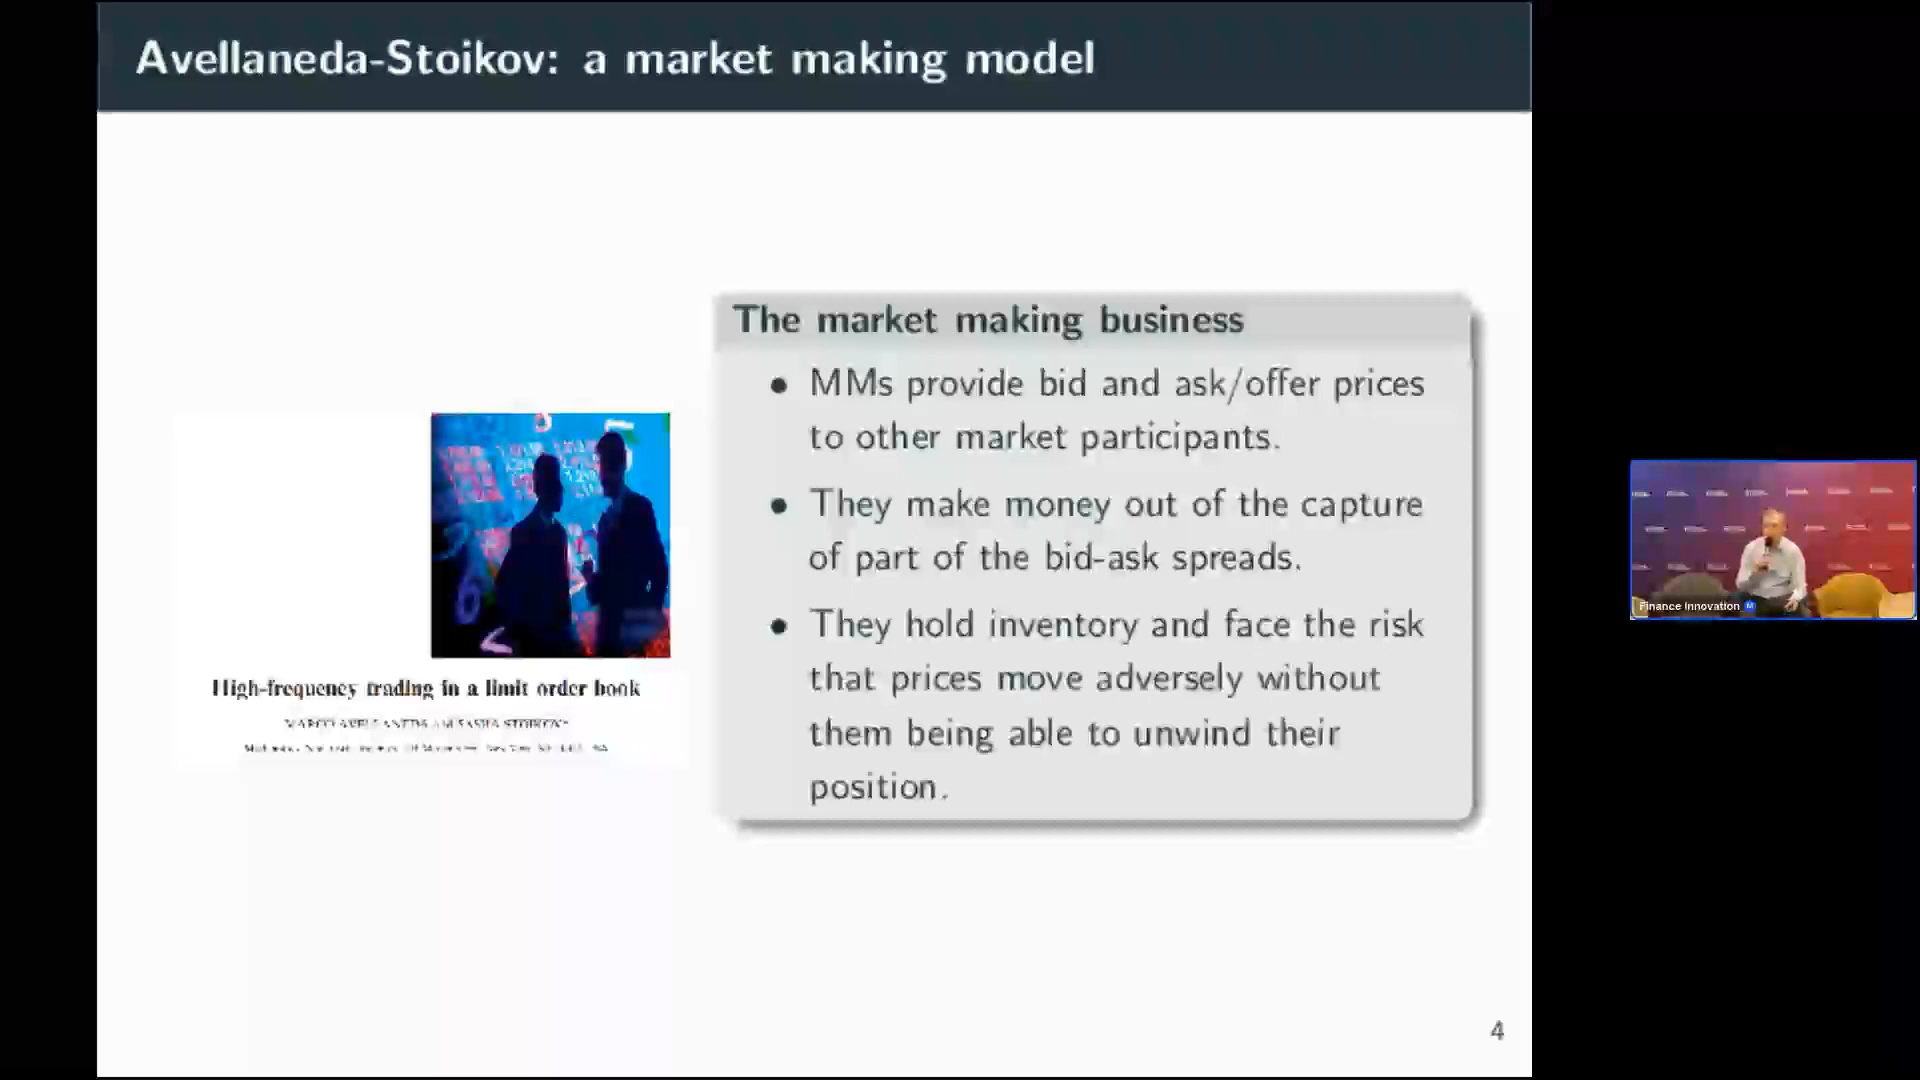 Avellaneda-Stoikov: a market making model
High-frequency trading in a limit order book
The market making business
• MMs provide bid and ask/offer prices
to other market participants.
• They make money out of the capture
of part of the bid-ask spreads.
• They hold inventory and face the risk
that prices move adversely without
them being able to unwind their
position.
4
Finance Innovation